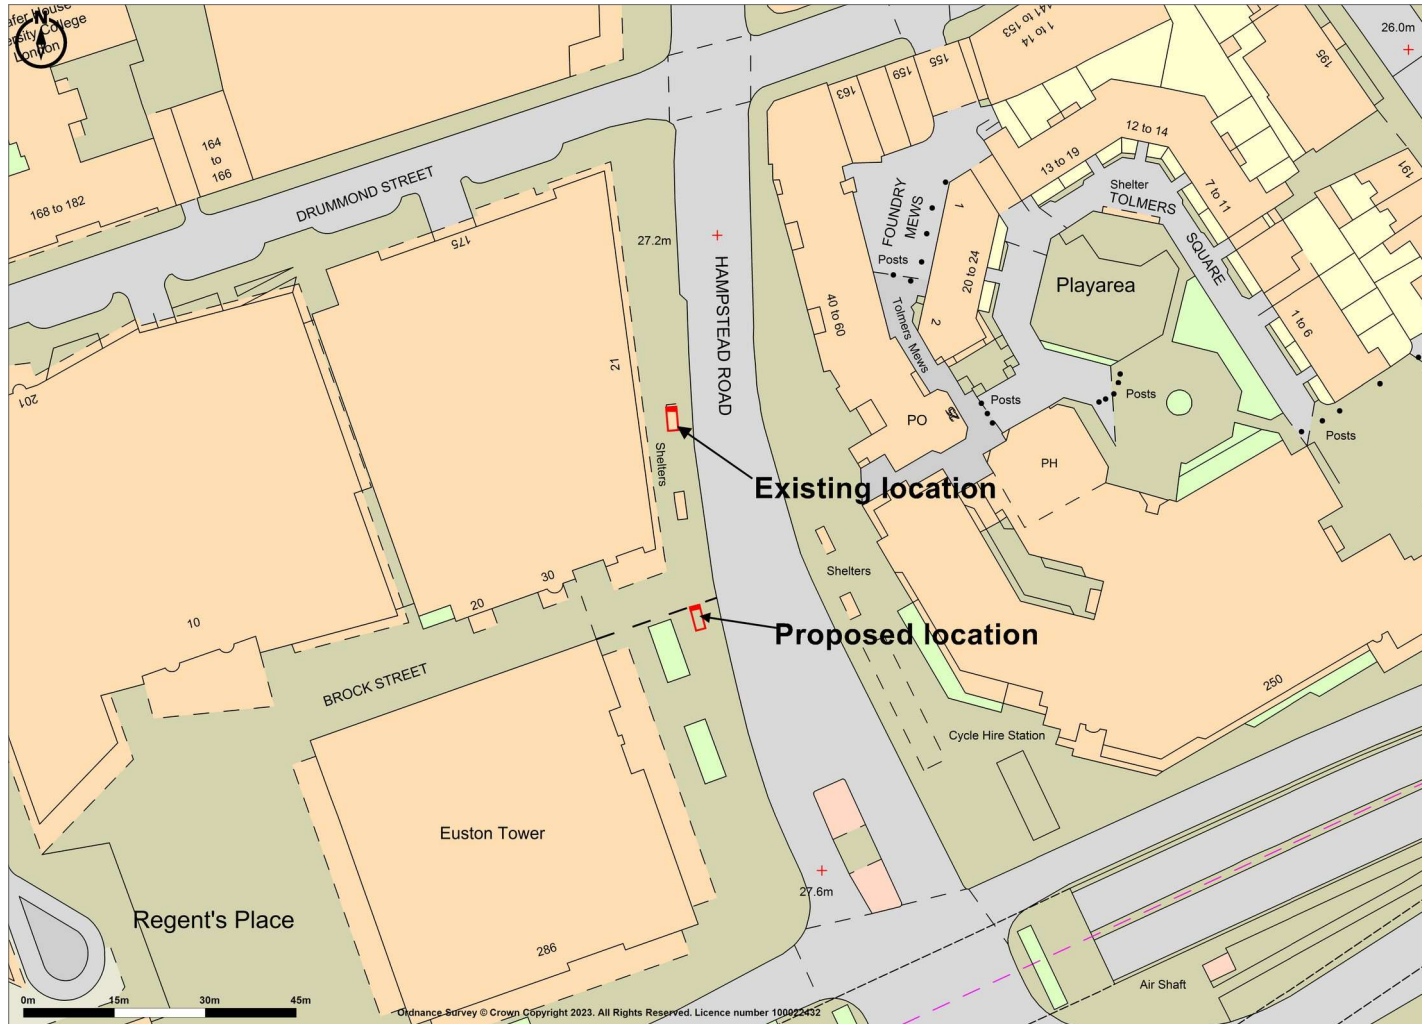 afer House
ersity College
London
N
164
to
166
168 to 182
DRUMMOND STREET
175
201
27.2m
HAMPSTEAD ROAD
21
Shelters
Existing location
163
159
155
141 to 153
1 to 14
195
26.0m
191
12 to 14
13 to 19
7 to 11
Shelter
TOLMERS
SQUARE
FOUNDRY
MEWS
1
Posts
20 to 24
2
Tolmers Mews
40 to 60
Playarea
1 to 6
Posts
Posts
Posts
PO
PH
10
20
30
BROCK STREET
Shelters
Proposed location
250
Cycle Hire Station
Euston Tower
27.6m
Regent's Place
286
Air Shaft
0m
15m
30m
45m
Ordnance Survey © Crown Copyright 2023. All Rights Reserved. Licence number 100022432